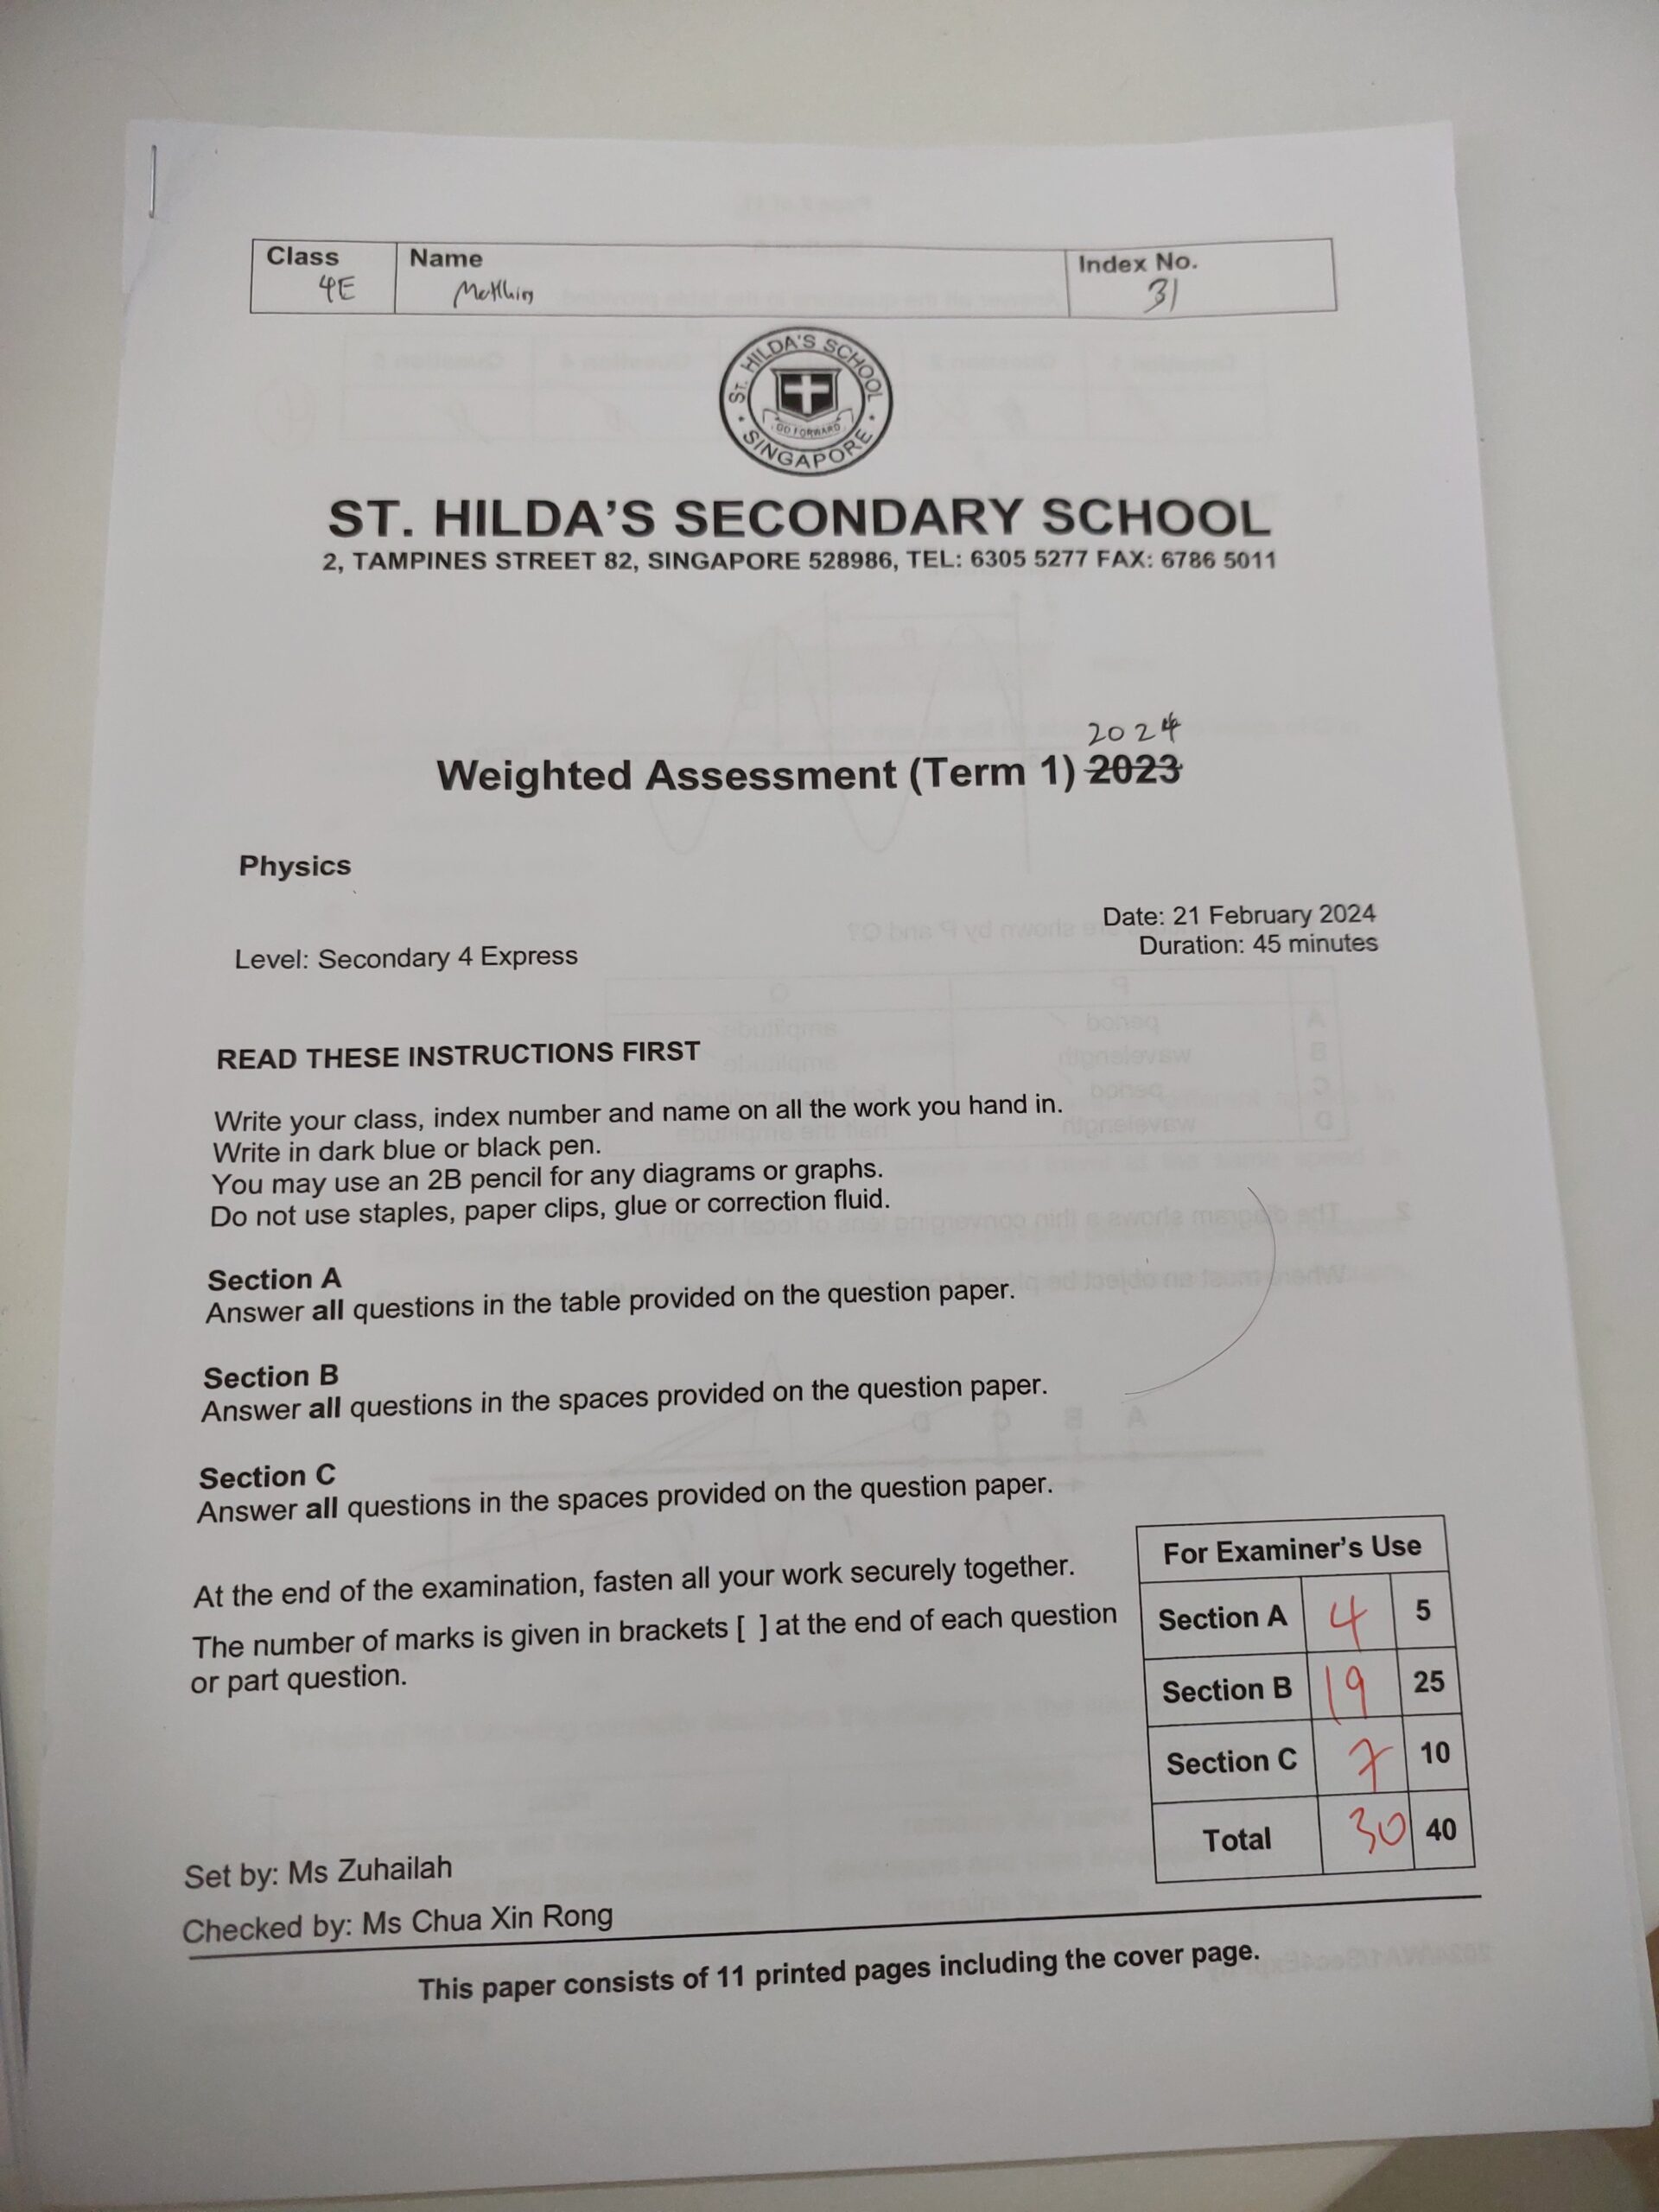 Class Name Index No.
4E Matthias 31
ST. HILDA'S SCHOOL
GO FORWARD
SINGAPORE
ST. HILDA'S SECONDARY SCHOOL
2, TAMPINES STREET 82, SINGAPORE 528986, TEL: 6305 5277 FAX: 6786 5011
2024
Weighted Assessment (Term 1) 2023
Physics
Date: 21 February 2024
Level: Secondary 4 Express
Duration: 45 minutes
READ THESE INSTRUCTIONS FIRST
Write your class, index number and name on all the work you hand in.
Write in dark blue or black pen.
You may use an 2B pencil for any diagrams or graphs.
Do not use staples, paper clips, glue or correction fluid.
Section A
Answer all questions in the table provided on the question paper.
Section B
Answer all questions in the spaces provided on the question paper.
Section C
Answer all questions in the spaces provided on the question paper.
At the end of the examination, fasten all your work securely together.
The number of marks is given in brackets [ ] at the end of each question
or part question.
For Examiner's Use
Section A 4 5
Section B 19 25
Section C 7 10
Total 30 40
Set by: Ms Zuhailah
Checked by: Ms Chua Xin Rong
This paper consists of 11 printed pages including the cover page.